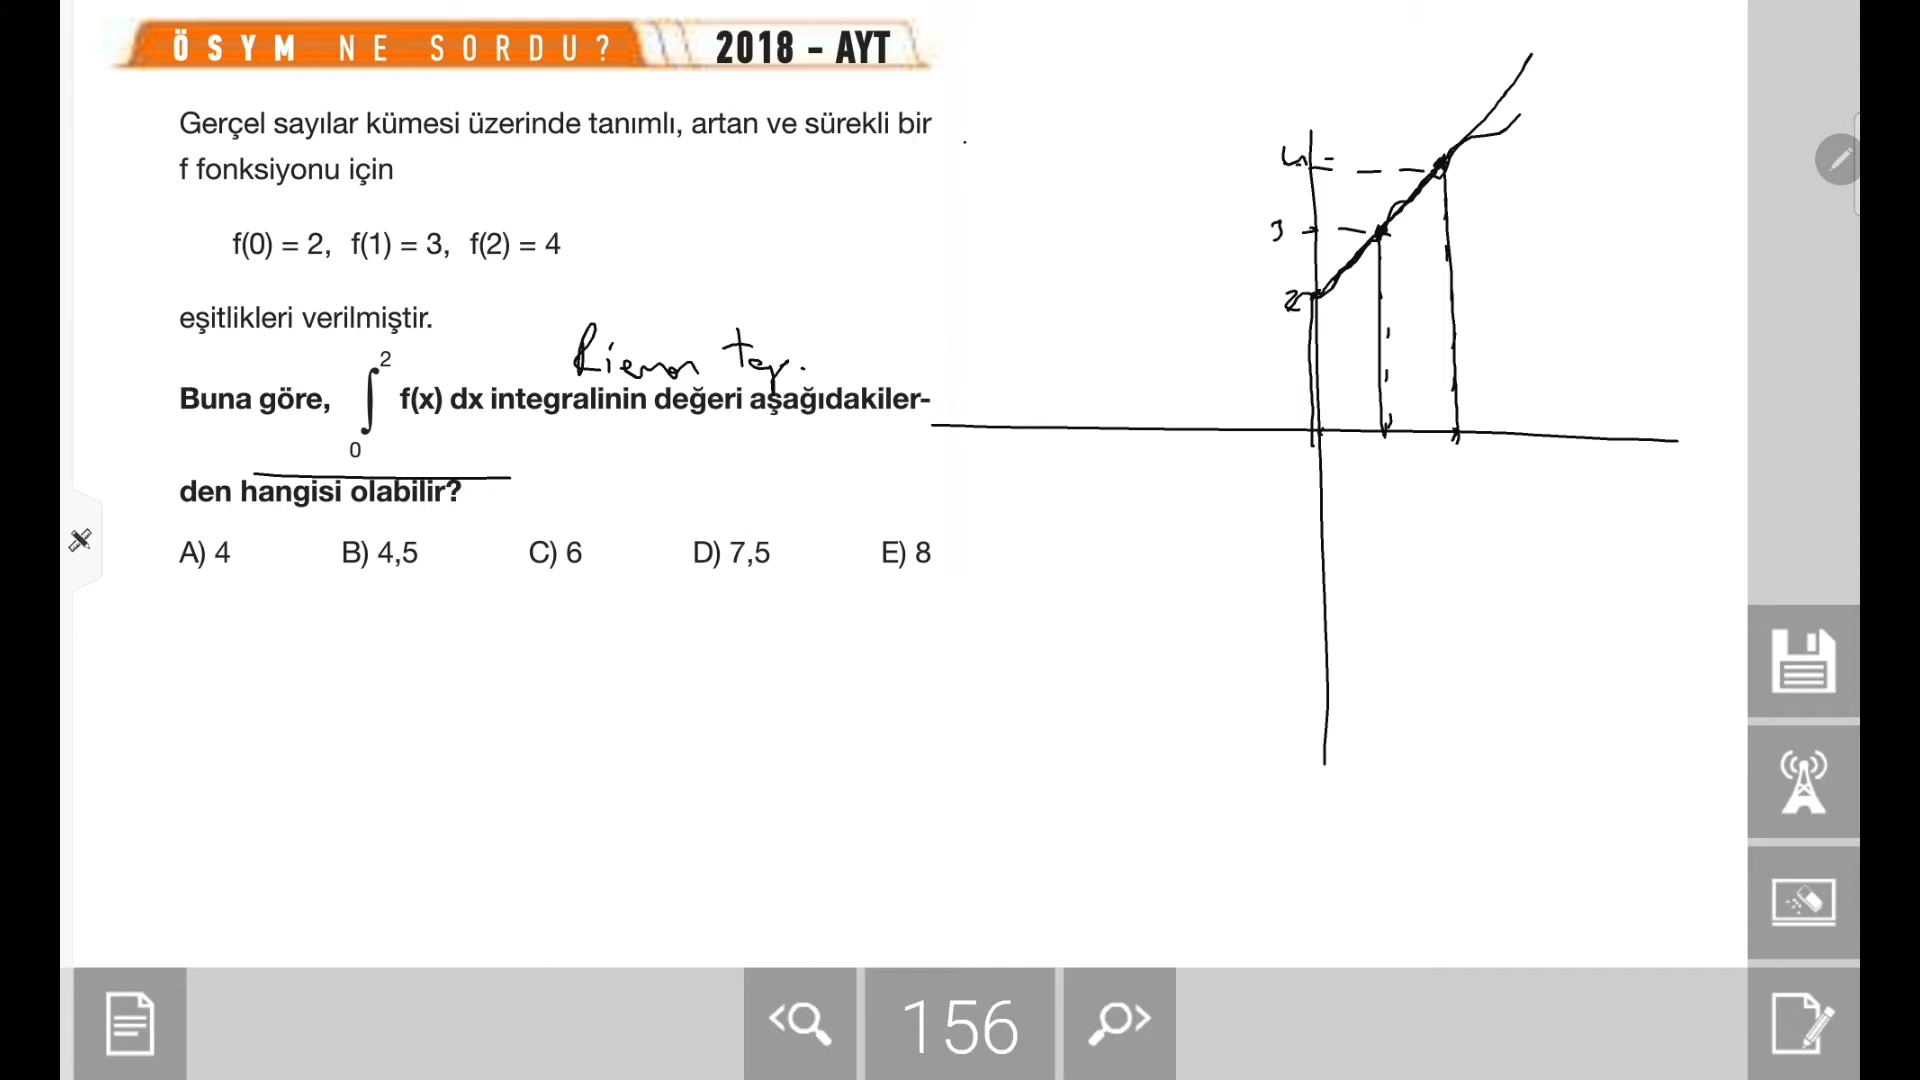 ÖSYM NE SORDU? 2018 - AYT
Gerçel sayılar kümesi üzerinde tanımlı, artan ve sürekli bir
f fonksiyonu için
f(0) = 2, f(1) = 3, f(2) = 4
eşitlikleri verilmiştir.
Riemon top.
Buna göre, ∫₀² f(x) dx integralinin değeri aşağıdakiler-
den hangisi olabilir?
A) 4 B) 4,5 C) 6 D) 7,5 E) 8
4
3
2
156